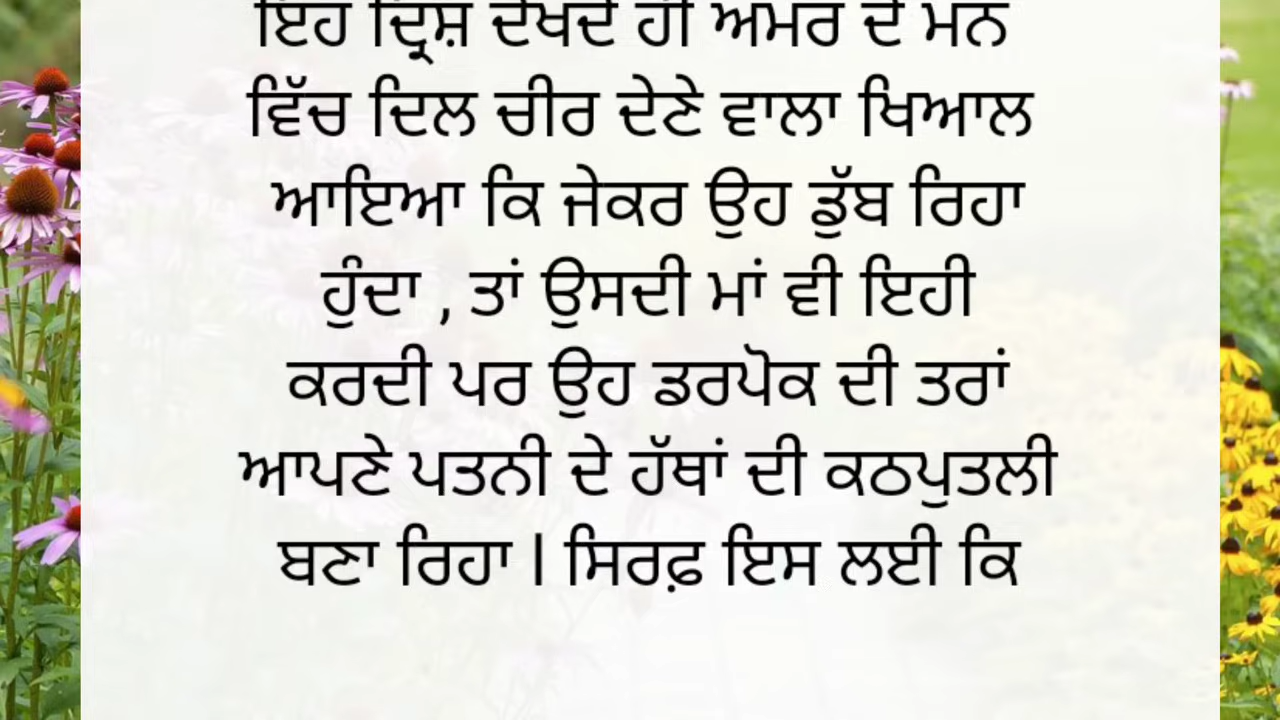 ਇਹ ਦ੍ਰਿਸ਼ ਦੇਖਦੇ ਹੀ ਅਮਰ ਦੇ ਮਨ
ਵਿੱਚ ਦਿਲ ਚੀਰ ਦੇਣੇ ਵਾਲਾ ਖਿਆਲ
ਆਇਆ ਕਿ ਜੇਕਰ ਉਹ ਡੁੱਬ ਰਿਹਾ
ਹੁੰਦਾ , ਤਾਂ ਉਸਦੀ ਮਾਂ ਵੀ ਇਹੀ
ਕਰਦੀ ਪਰ ਉਹ ਡਰਪੋਕ ਦੀ ਤਰਾਂ
ਆਪਣੇ ਪਤਨੀ ਦੇ ਹੱਥਾਂ ਦੀ ਕਠਪੁਤਲੀ
ਬਣਾ ਰਿਹਾ l ਸਿਰਫ਼ ਇਸ ਲਈ ਕਿ